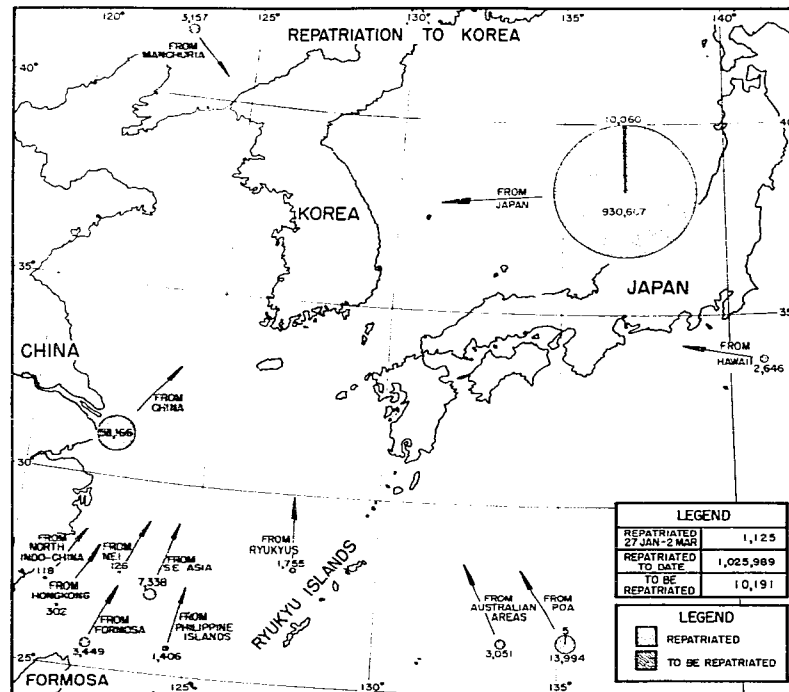 120°
3,157
125°
130°
135°
140°
REPATRIATION TO KOREA
FROM
MANCHURIA
40°
40
10,060
FROM
JAPAN
KOREA
35°
JAPAN
35
CHINA
FROM
HAWAII
2,646
FROM
CHINA
30
FROM
NORTH
INDO-CHINA
118
FROM
N E I
126
FROM
S E ASIA
7,338
FROM
RYUKYUS
1,755
FROM
HONGKONG
302
FROM
FORMOSA
3,449
FROM
PHILIPPINE
ISLANDS
1,406
RYUKYU ISLANDS
FROM
AUSTRALIAN
AREAS
3,051
FROM
POA
5
13,994
LEGEND
REPATRIATED
27 JAN-2 MAR 1,125
REPATRIATED
TO DATE 1,025,989
TO BE
REPATRIATED 10,191
LEGEND
REPATRIATED
TO BE REPATRIATED
25°
FORMOSA
125°
130°
135°